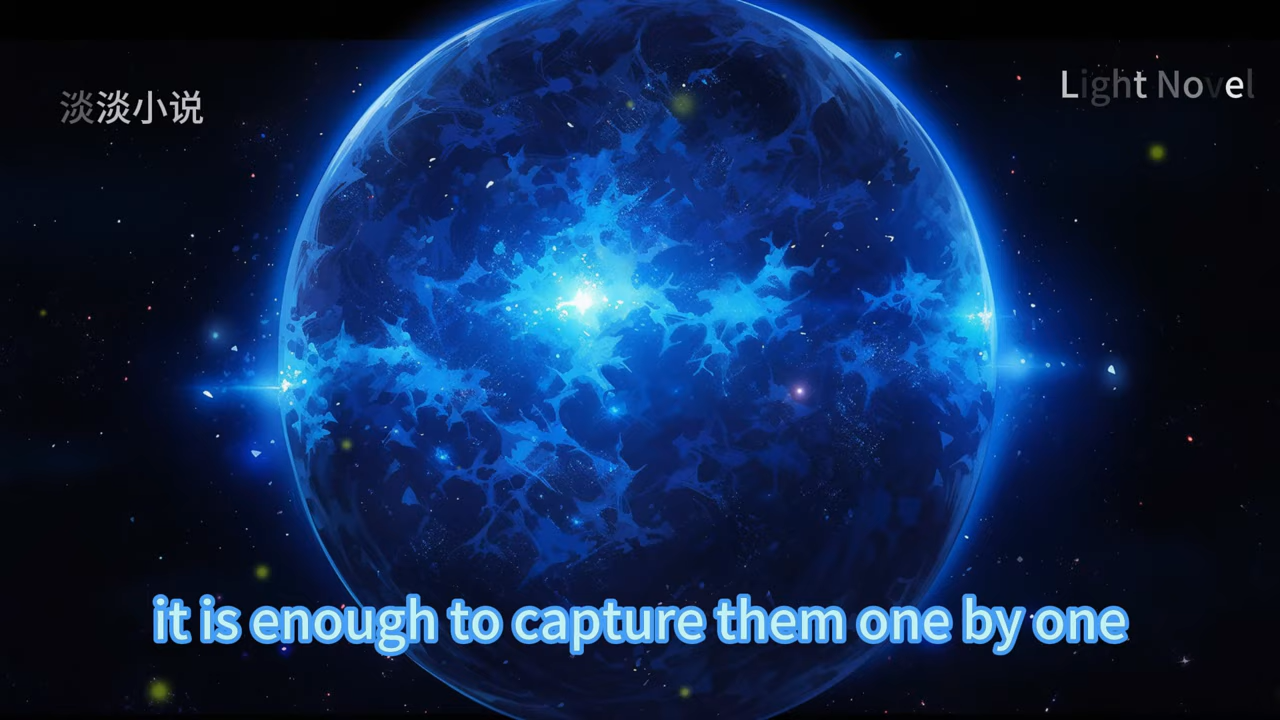 淡淡小说
Light Novel
it is enough to capture them one by one